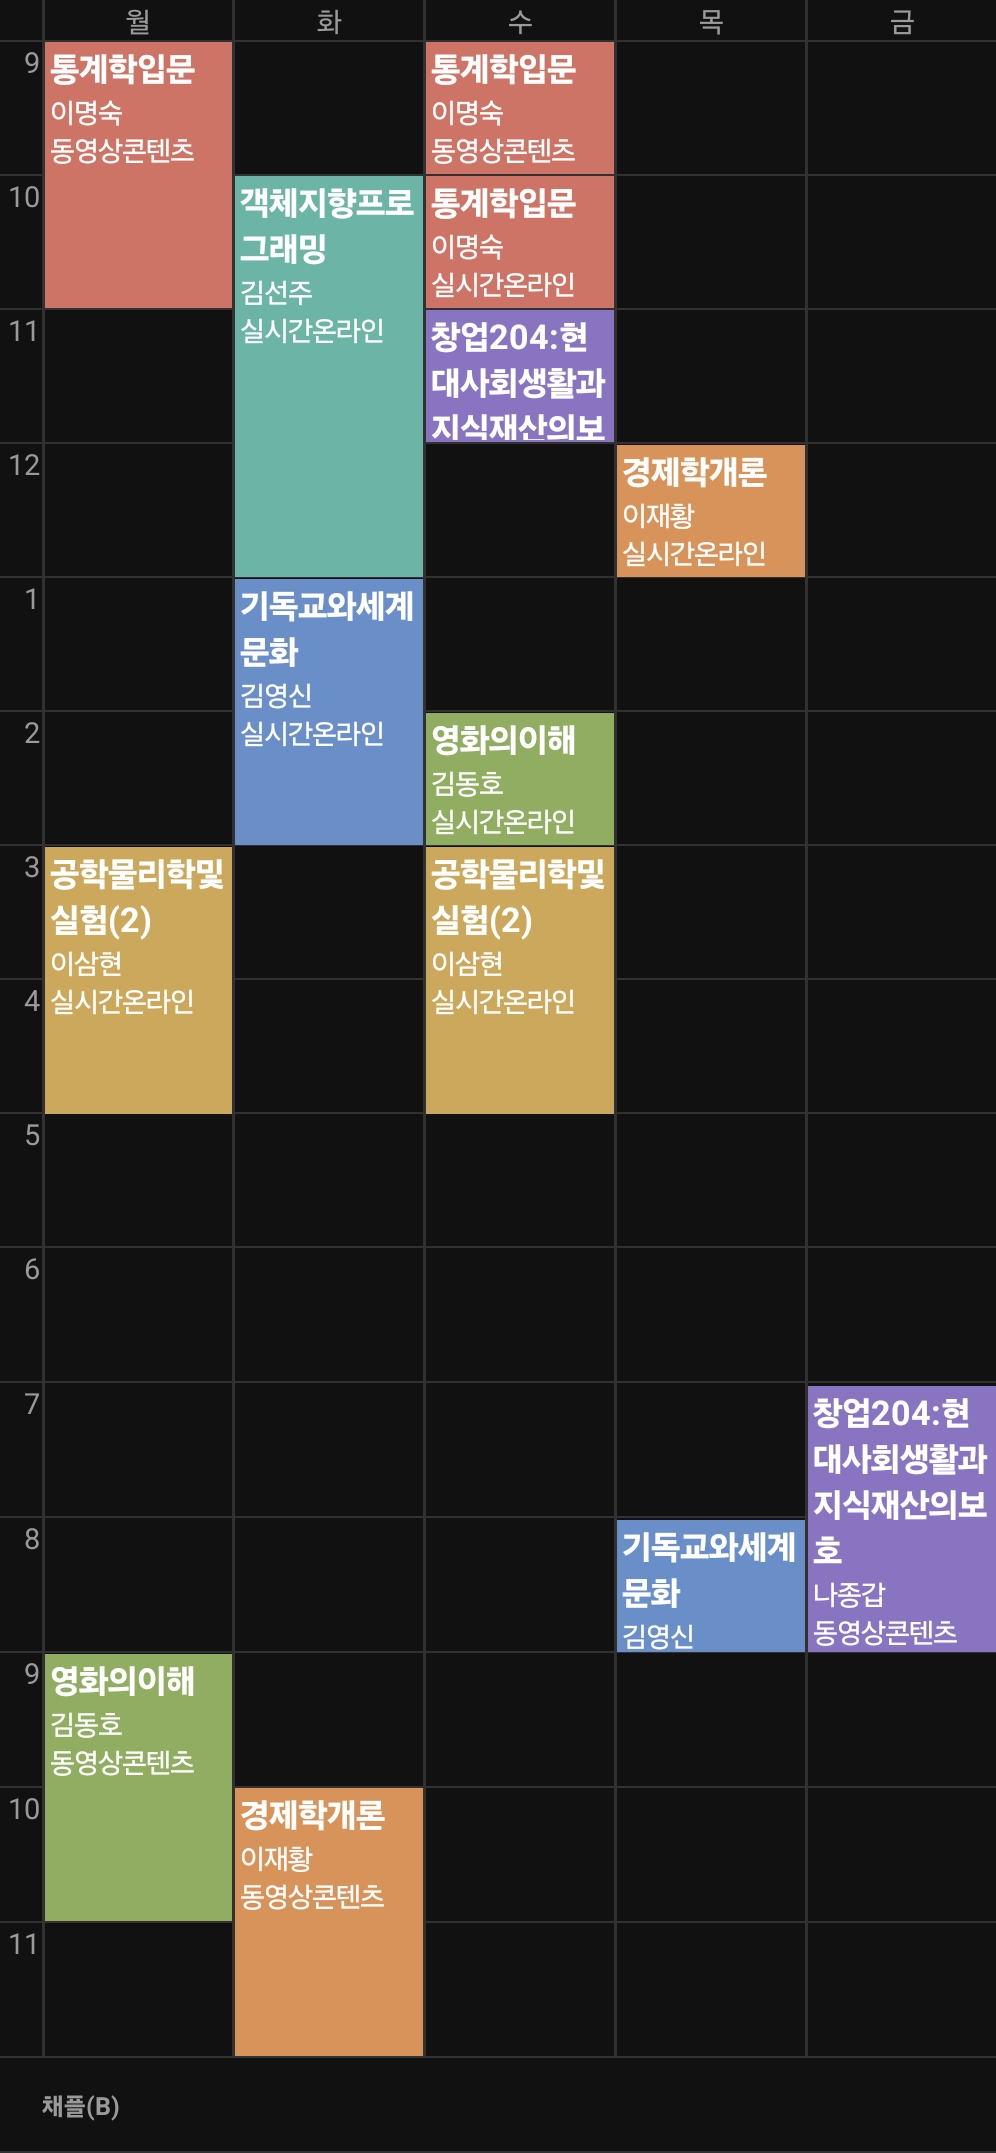 월 화 수 목 금
9
통계학입문
이명숙
동영상콘텐츠
통계학입문
이명숙
동영상콘텐츠
10
객체지향프로
그래밍
김선주
실시간온라인
통계학입문
이명숙
실시간온라인
11
창업204:현
대사회생활과
지식재산의보
12
경제학개론
이재황
실시간온라인
1
기독교와세계
문화
김영신
실시간온라인
2
영화의이해
김동호
실시간온라인
3
공학물리학및
실험(2)
이삼현
실시간온라인
공학물리학및
실험(2)
이삼현
실시간온라인
4
5
6
7
창업204:현
대사회생활과
지식재산의보
호
나종갑
동영상콘텐츠
8
기독교와세계
문화
김영신
9
영화의이해
김동호
동영상콘텐츠
10
경제학개론
이재황
동영상콘텐츠
11
채플(B)